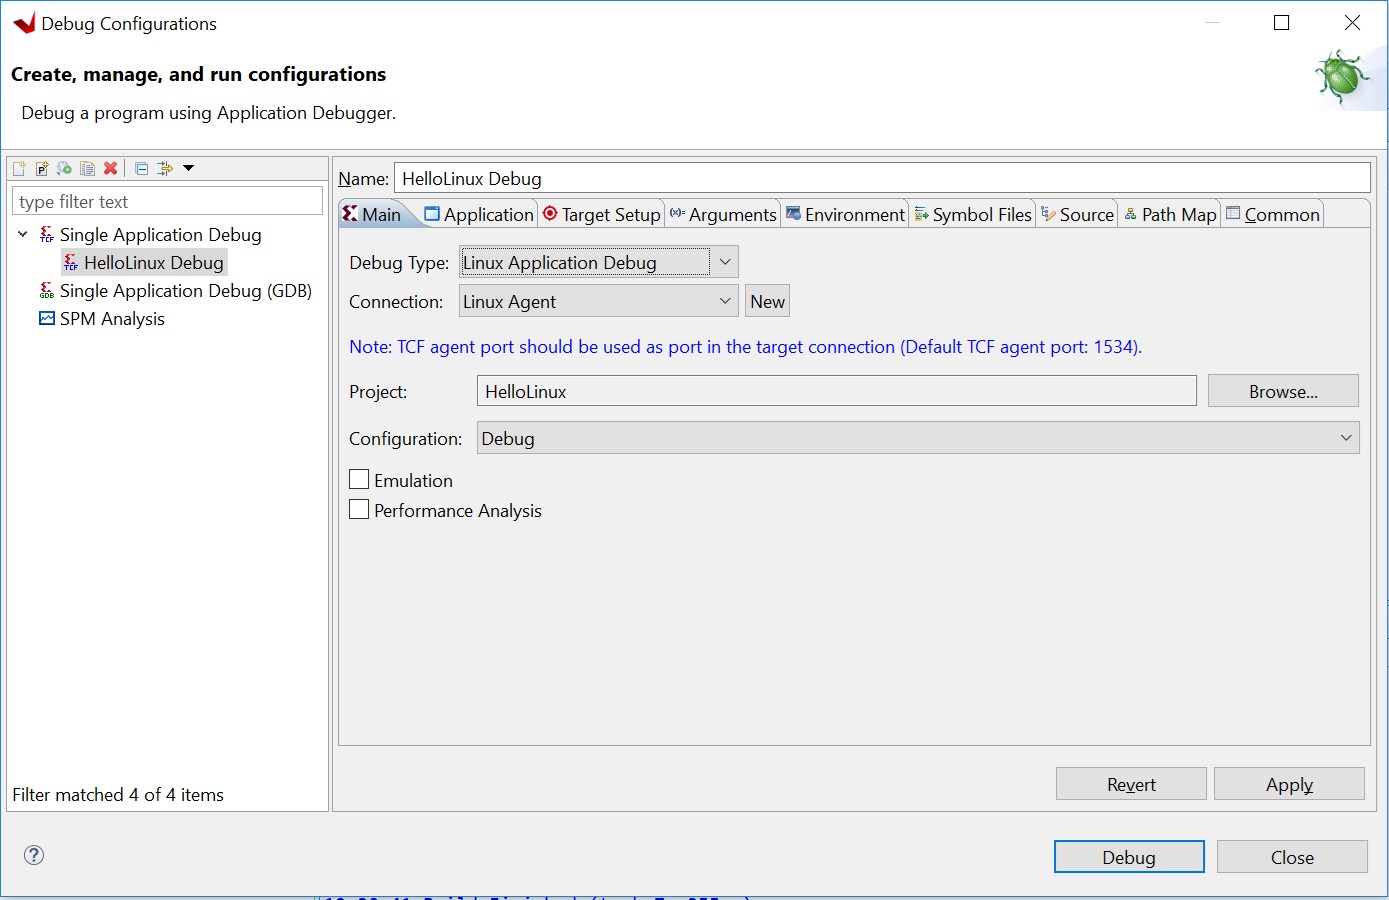 Debug Configurations
Create, manage, and run configurations
Debug a program using Application Debugger.
type filter text
Single Application Debug
HelloLinux Debug
Single Application Debug (GDB)
SPM Analysis
Filter matched 4 of 4 items
Name: HelloLinux Debug
Main Application Target Setup Arguments Environment Symbol Files Source Path Map Common
Debug Type: Linux Application Debug
Connection: Linux Agent New
Note: TCF agent port should be used as port in the target connection (Default TCF agent port: 1534).
Project: HelloLinux Browse...
Configuration: Debug
Emulation
Performance Analysis
Revert Apply
Debug Close